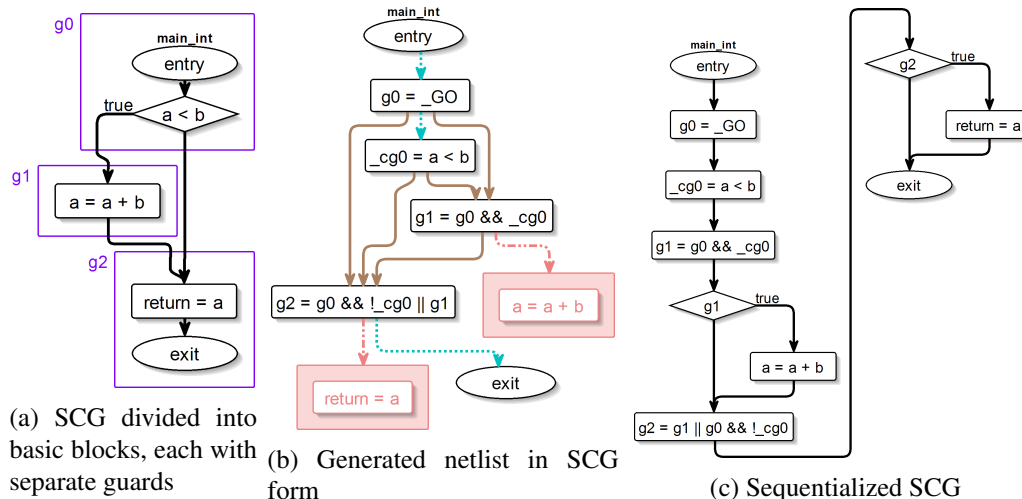 g0
main_int
entry
true
a < b
g1
a = a + b
g2
return = a
exit
(a) SCG divided into
basic blocks, each with
separate guards
main_int
entry
g0 = _GO
_cg0 = a < b
g1 = g0 && _cg0
g2 = g0 && !_cg0 || g1
a = a + b
return = a
exit
(b) Generated netlist in SCG
form
main_int
entry
g0 = _GO
_cg0 = a < b
g1 = g0 && _cg0
g1
true
a = a + b
g2 = g1 || g0 && !_cg0
g2
true
return = a
exit
(c) Sequentialized SCG